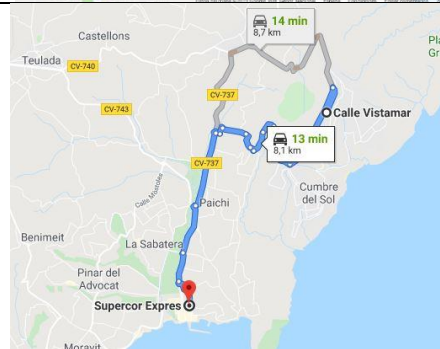 14 min
8,7 km
Castellons
Teulada
CV-740
CV-743
CV-737
Calle Vistamar
13 min
8,1 km
CV-737
Cumbre
del Sol
Paichi
Benimeit
La Sabatera
Pinar del
Advocat
Supercor Expres
Moravit